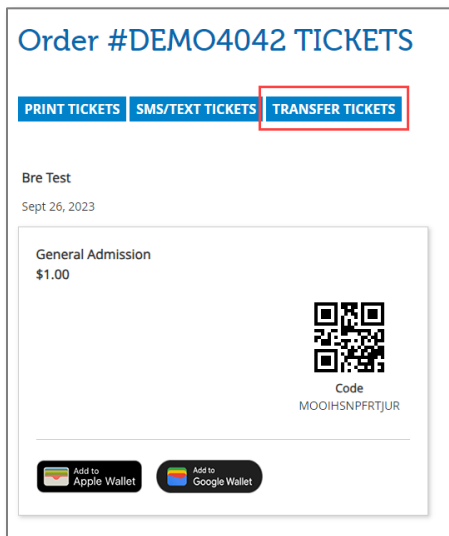 Order #DEMO4042 TICKETS
PRINT TICKETS SMS/TEXT TICKETS TRANSFER TICKETS
Bre Test
Sept 26, 2023
General Admission
$1.00
Code
MOOIHSNPFRTJUR
Add to
Apple Wallet
Add to
Google Wallet